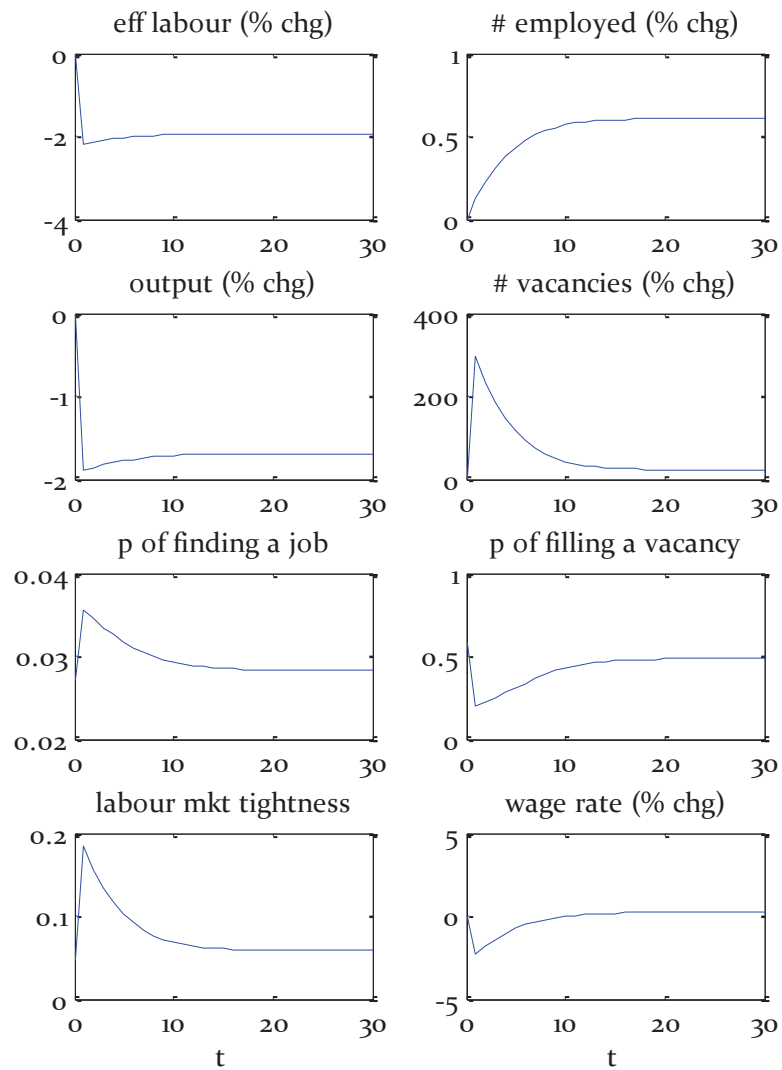 eff labour (% chg)
# employed (% chg)
0
-2
-4
0 10 20 30
1
0.5
0
0 10 20 30
output (% chg)
# vacancies (% chg)
0
-1
-2
0 10 20 30
400
200
0
0 10 20 30
p of finding a job
p of filling a vacancy
0.04
0.03
0.02
0 10 20 30
1
0.5
0
0 10 20 30
labour mkt tightness
wage rate (% chg)
0.2
0.1
0
0 10 20 30
t
5
0
-5
0 10 20 30
t